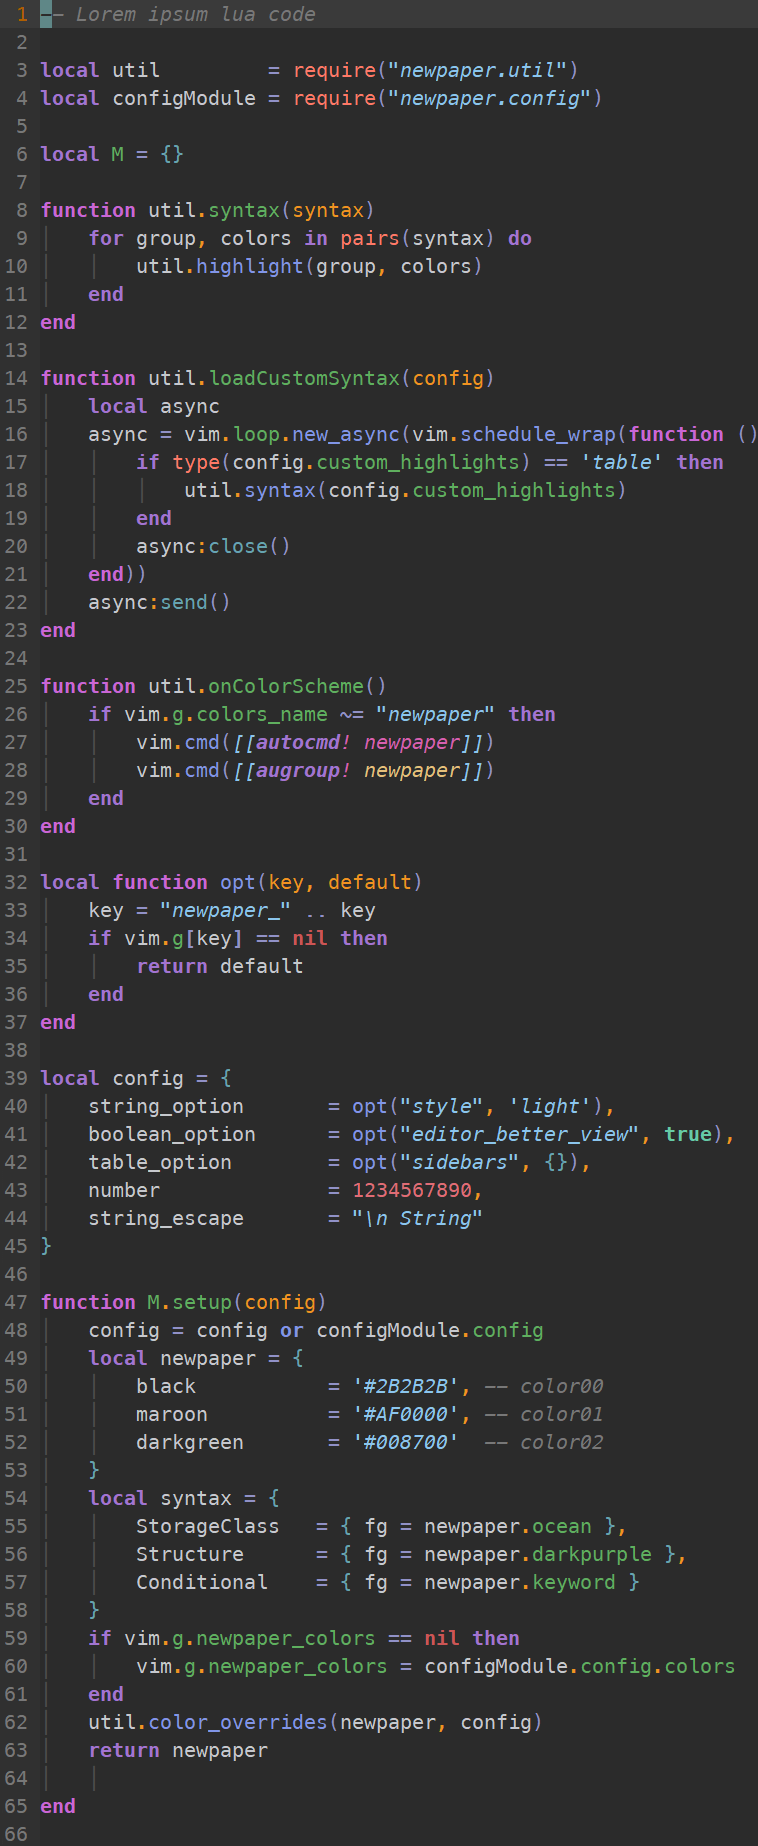 1 -- Lorem ipsum lua code
2
3 local util         = require("newpaper.util")
4 local configModule = require("newpaper.config")
5
6 local M = {}
7
8 function util.syntax(syntax)
9     for group, colors in pairs(syntax) do
10         util.highlight(group, colors)
11     end
12 end
13
14 function util.loadCustomSyntax(config)
15     local async
16     async = vim.loop.new_async(vim.schedule_wrap(function ()
17         if type(config.custom_highlights) == 'table' then
18             util.syntax(config.custom_highlights)
19         end
20         async:close()
21     end))
22     async:send()
23 end
24
25 function util.onColorScheme()
26     if vim.g.colors_name ~= "newpaper" then
27         vim.cmd([[autocmd! newpaper]])
28         vim.cmd([[augroup! newpaper]])
29     end
30 end
31
32 local function opt(key, default)
33     key = "newpaper_" .. key
34     if vim.g[key] == nil then
35         return default
36     end
37 end
38
39 local config = {
40     string_option       = opt("style", 'light'),
41     boolean_option      = opt("editor_better_view", true),
42     table_option        = opt("sidebars", {}),
43     number              = 1234567890,
44     string_escape       = "\n String"
45 }
46
47 function M.setup(config)
48     config = config or configModule.config
49     local newpaper = {
50         black           = '#2B2B2B', -- color00
51         maroon          = '#AF0000', -- color01
52         darkgreen       = '#008700'  -- color02
53     }
54     local syntax = {
55         StorageClass   = { fg = newpaper.ocean },
56         Structure      = { fg = newpaper.darkpurple },
57         Conditional    = { fg = newpaper.keyword }
58     }
59     if vim.g.newpaper_colors == nil then
60         vim.g.newpaper_colors = configModule.config.colors
61     end
62     util.color_overrides(newpaper, config)
63     return newpaper
64
65 end
66